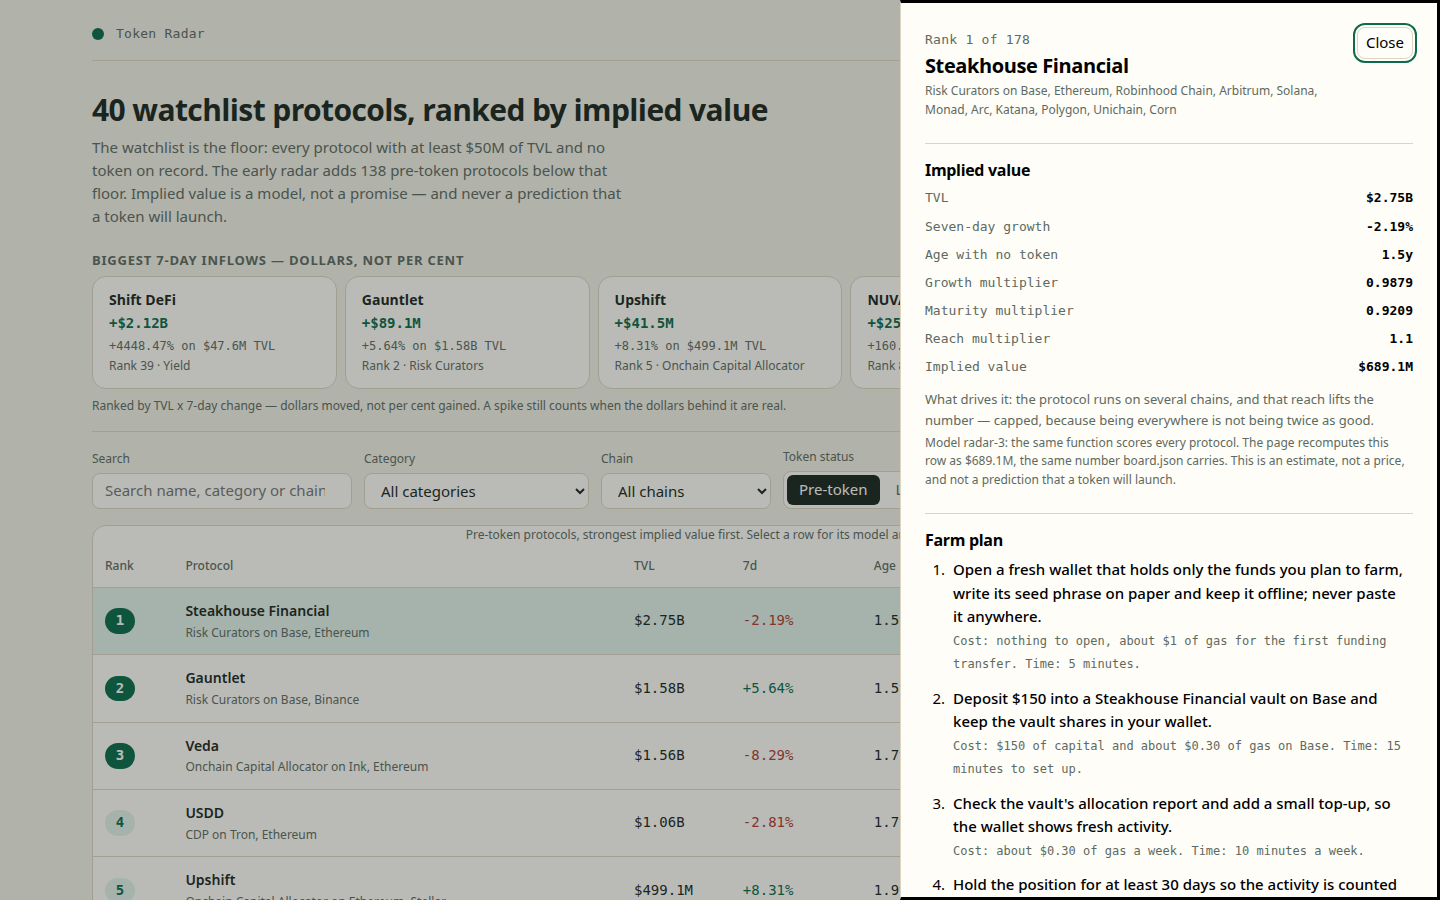 Token Radar
40 watchlist protocols, ranked by implied value
The watchlist is the floor: every protocol with at least $50M of TVL and no
token on record. The early radar adds 138 pre-token protocols below that
floor. Implied value is a model, not a promise — and never a prediction that
a token will launch.
BIGGEST 7-DAY INFLOWS — DOLLARS, NOT PER CENT
Shift DeFi
+$2.12B
+4448.47% on $47.6M TVL
Rank 39 · Yield
Gauntlet
+$89.1M
+5.64% on $1.58B TVL
Rank 2 · Risk Curators
Upshift
+$41.5M
+8.31% on $499.1M TVL
Rank 5 · Onchain Capital Allocator
+$25
+160.
Rank
Ranked by TVL x 7-day change — dollars moved, not per cent gained. A spike still counts when the dollars behind it are real.
Search
Category
Chain
Token status
Search name, category or chain
All categories
All chains
Pre-token
Pre-token protocols, strongest implied value first. Select a row for its model
Rank
Protocol
TVL
7d
Age
1
Steakhouse Financial
Risk Curators on Base, Ethereum
$2.75B
-2.19%
1.5
2
Gauntlet
Risk Curators on Base, Binance
$1.58B
+5.64%
1.5
3
Veda
Onchain Capital Allocator on Ink, Ethereum
$1.56B
-8.29%
1.7
4
USDD
CDP on Tron, Ethereum
$1.06B
-2.81%
1.7
5
Upshift
$499.1M
+8.31%
1.9
Rank 1 of 178
Close
Steakhouse Financial
Risk Curators on Base, Ethereum, Robinhood Chain, Arbitrum, Solana,
Monad, Arc, Katana, Polygon, Unichain, Corn
Implied value
TVL $2.75B
Seven-day growth -2.19%
Age with no token 1.5y
Growth multiplier 0.9879
Maturity multiplier 0.9209
Reach multiplier 1.1
Implied value $689.1M
What drives it: the protocol runs on several chains, and that reach lifts the
number — capped, because being everywhere is not being twice as good.
Model radar-3: the same function scores every protocol. The page recomputes this
row as $689.1M, the same number board.json carries. This is an estimate, not a price,
and not a prediction that a token will launch.
Farm plan
1. Open a fresh wallet that holds only the funds you plan to farm,
write its seed phrase on paper and keep it offline; never paste
it anywhere.
Cost: nothing to open, about $1 of gas for the first funding
transfer. Time: 5 minutes.
2. Deposit $150 into a Steakhouse Financial vault on Base and
keep the vault shares in your wallet.
Cost: $150 of capital and about $0.30 of gas on Base. Time: 15
minutes to set up.
3. Check the vault's allocation report and add a small top-up, so
the wallet shows fresh activity.
Cost: about $0.30 of gas a week. Time: 10 minutes a week.
4. Hold the position for at least 30 days so the activity is counted